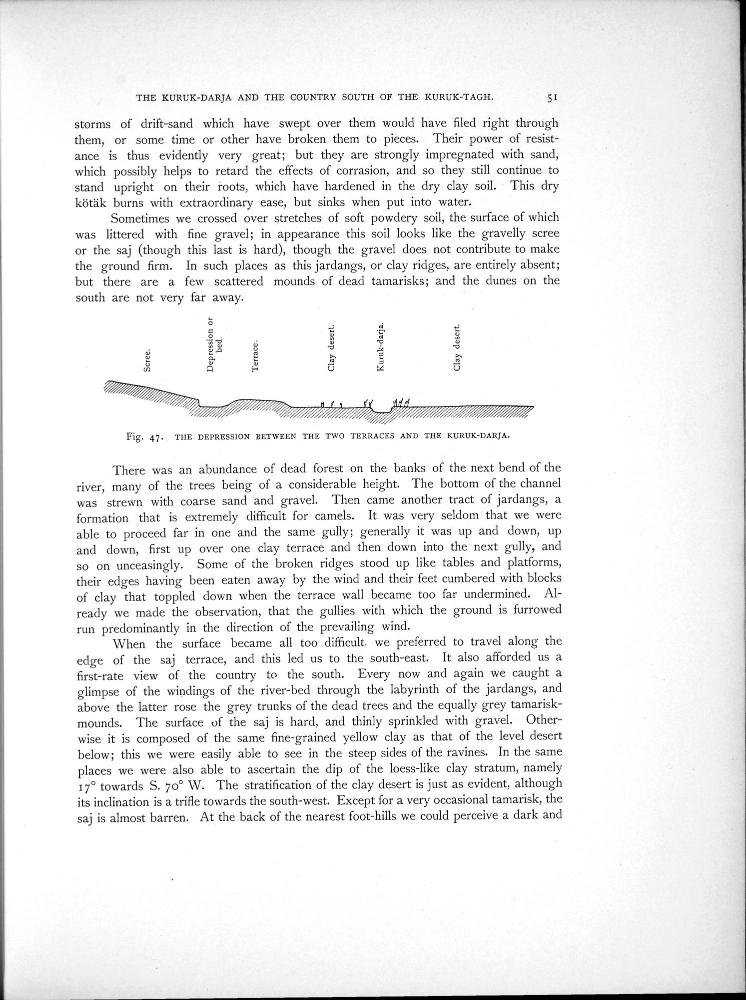 THE KURUK-DARJA AND THE COUNTRY SOUTH OF THE KURUK-TAGH. 51
storms of drift-sand which have swept over them would have filed right through
them, or some time or other have broken them to pieces. Their power of resist-
ance is thus evidently very great; but they are strongly impregnated with sand,
which possibly helps to retard the effects of corrasion, and so they still continue to
stand upright on their roots, which have hardened in the dry clay soil. This dry
kötäk burns with extraordinary ease, but sinks when put into water.
Sometimes we crossed over stretches of soft powdery soil, the surface of which
was littered with fine gravel; in appearance this soil looks like the gravelly scree
or the saj (though this last is hard), though the gravel does not contribute to make
the ground firm. In such places as this jardangs, or clay ridges, are entirely absent;
but there are a few scattered mounds of dead tamarisks; and the dunes on the
south are not very far away.
Scree.
Depression or
bed.
Terrace.
Clay desert.
Kuruk-darja.
Clay desert.
Fig. 47. THE DEPRESSION BETWEEN THE TWO TERRACES AND THE KURUK-DARJA.
There was an abundance of dead forest on the banks of the next bend of the
river, many of the trees being of a considerable height. The bottom of the channel
was strewn with coarse sand and gravel. Then came another tract of jardangs, a
formation that is extremely difficult for camels. It was very seldom that we were
able to proceed far in one and the same gully; generally it was up and down, up
and down, first up over one clay terrace and then down into the next gully, and
so on unceasingly. Some of the broken ridges stood up like tables and platforms,
their edges having been eaten away by the wind and their feet cumbered with blocks
of clay that toppled down when the terrace wall became too far undermined. Al-
ready we made the observation, that the gullies with which the ground is furrowed
run predominantly in the direction of the prevailing wind.
When the surface became all too difficult we preferred to travel along the
edge of the saj terrace, and this led us to the south-east. It also afforded us a
first-rate view of the country to the south. Every now and again we caught a
glimpse of the windings of the river-bed through the labyrinth of the jardangs, and
above the latter rose the grey trunks of the dead trees and the equally grey tamarisk-
mounds. The surface of the saj is hard, and thinly sprinkled with gravel. Other-
wise it is composed of the same fine-grained yellow clay as that of the level desert
below; this we were easily able to see in the steep sides of the ravines. In the same
places we were also able to ascertain the dip of the loess-like clay stratum, namely
17° towards S. 70° W. The stratification of the clay desert is just as evident, although
its inclination is a trifle towards the south-west. Except for a very occasional tamarisk, the
saj is almost barren. At the back of the nearest foot-hills we could perceive a dark and